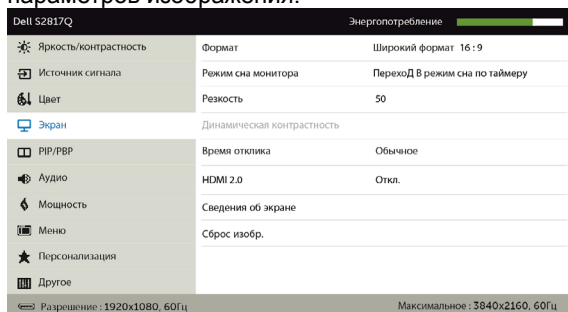 параметров изображения.
Dell S2817Q Энергопотребление
Яркость/контрастность Формат Широкий формат 16 : 9
Источник сигнала Режим сна монитора ПерехоД В режим сна по таймеру
Цвет Резкость 50
Экран Динамическая контрастность
PIP/PBP Время отклика Обычное
Аудио HDMI 2.0 Откл.
Мощность Сведения об экране
Меню Сброс изобр.
Персонализация
Другое
Разрешение : 1920x1080, 60Гц Максимальное : 3840x2160, 60Гц